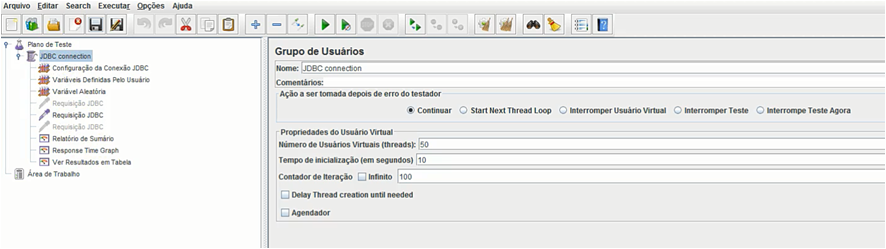 Arquivo Editar Search Executar Opções Ajuda
Plano de Teste
JDBC connection
Configuração da Conexão JDBC
Variáveis Definidas Pelo Usuário
Variável Aleatória
Requisição JDBC
Requisição JDBC
Requisição JDBC
Relatório de Sumário
Response Time Graph
Ver Resultados em Tabela
Área de Trabalho
Grupo de Usuários
Nome: JDBC connection
Comentários:
Ação a ser tomada depois de erro do testador
Continuar Start Next Thread Loop Interromper Usuário Virtual Interromper Teste Interrompe Teste Agora
Propriedades do Usuário Virtual
Número de Usuários Virtuais (threads): 50
Tempo de inicialização (em segundos) 10
Contador de Iteração Infinito 100
Delay Thread creation until needed
Agendador